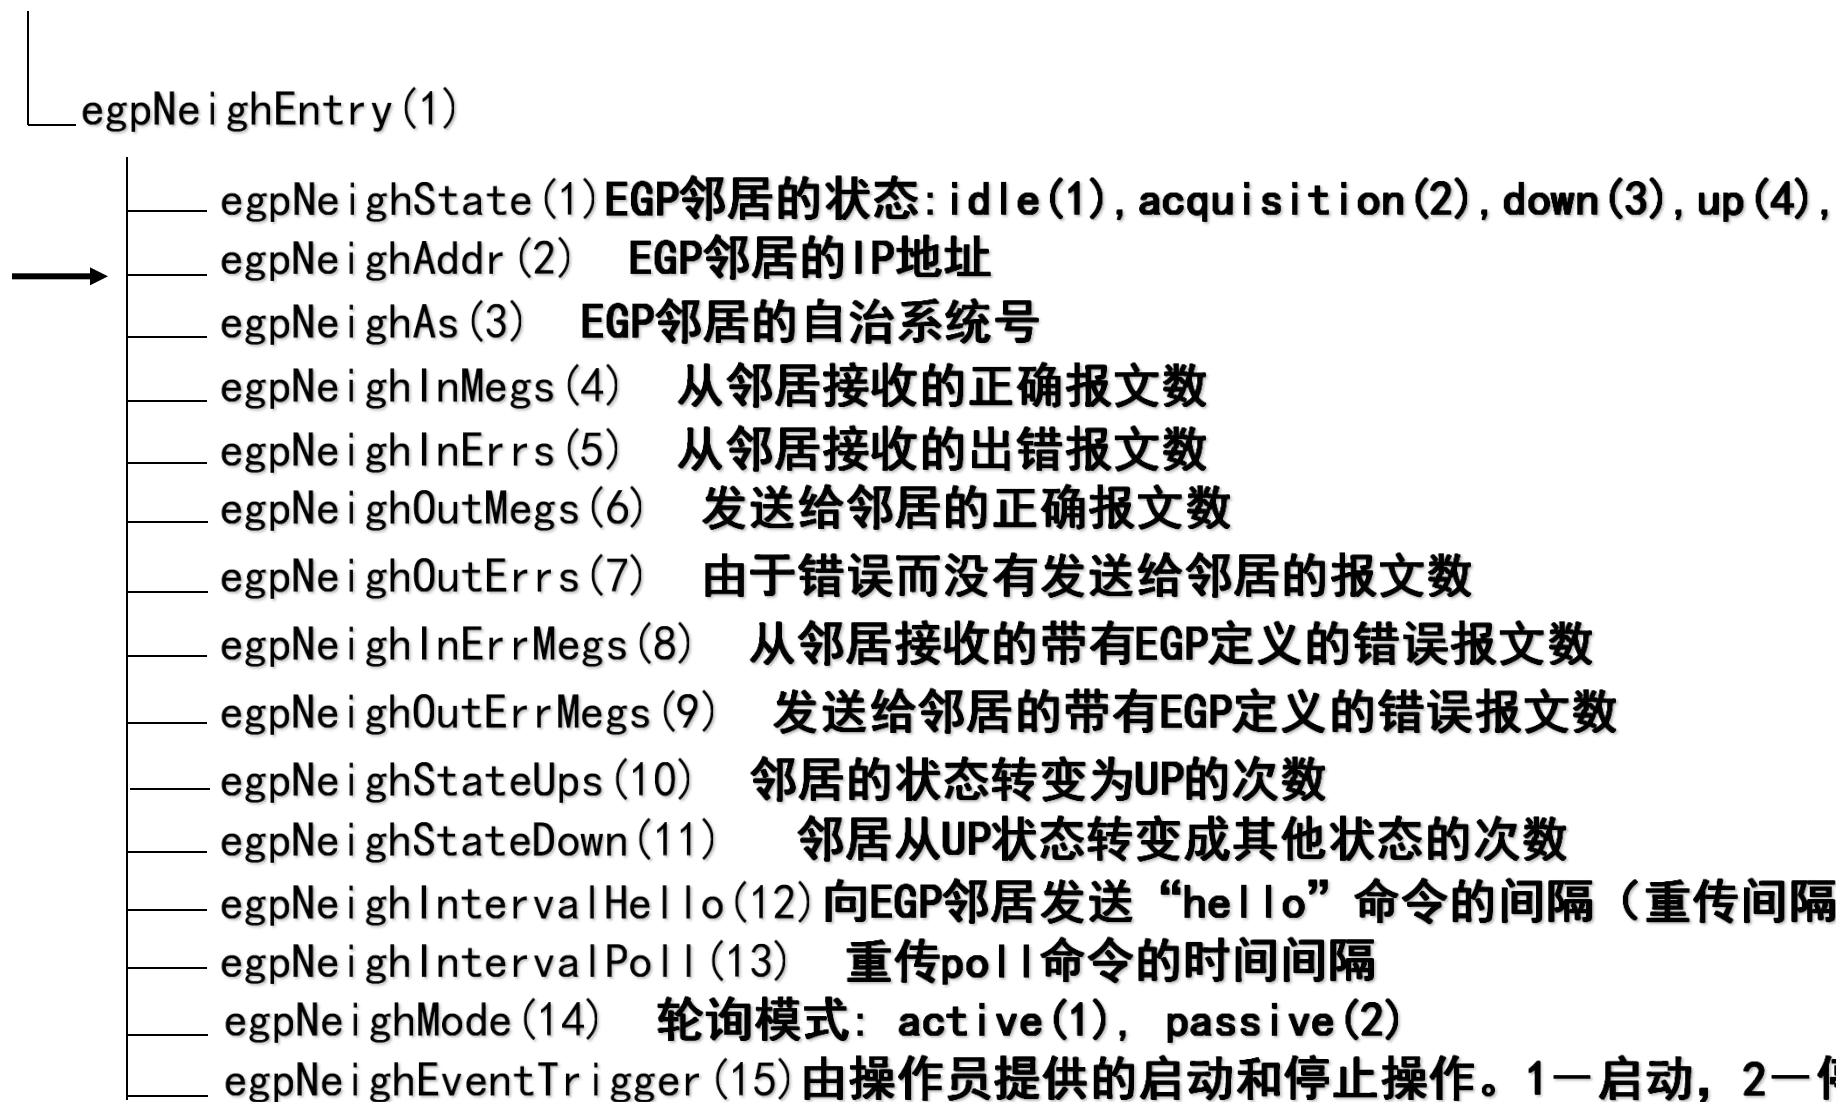 egpNeighEntry(1)
egpNeighState(1)EGP邻居的状态:idle(1),acquisition(2),down(3),up(4),
egpNeighAddr(2) EGP邻居的IP地址
egpNeighAs(3) EGP邻居的自治系统号
egpNeighInMegs(4) 从邻居接收的正确报文数
egpNeighInErrs(5) 从邻居接收的出错报文数
egpNeighOutMegs(6) 发送给邻居的正确报文数
egpNeighOutErrs(7) 由于错误而没有发送给邻居的报文数
egpNeighInErrMegs(8) 从邻居接收的带有EGP定义的错误报文数
egpNeighOutErrMegs(9) 发送给邻居的带有EGP定义的错误报文数
egpNeighStateUps(10) 邻居的状态转变为UP的次数
egpNeighStateDown(11) 邻居从UP状态转变成其他状态的次数
egpNeighIntervalHello(12)向EGP邻居发送“hello”命令的间隔（重传间隔
egpNeighIntervalPoll(13) 重传poll命令的时间间隔
egpNeighMode(14) 轮询模式: active(1), passive(2)
egpNeighEventTrigger(15)由操作员提供的启动和停止操作。1－启动，2－